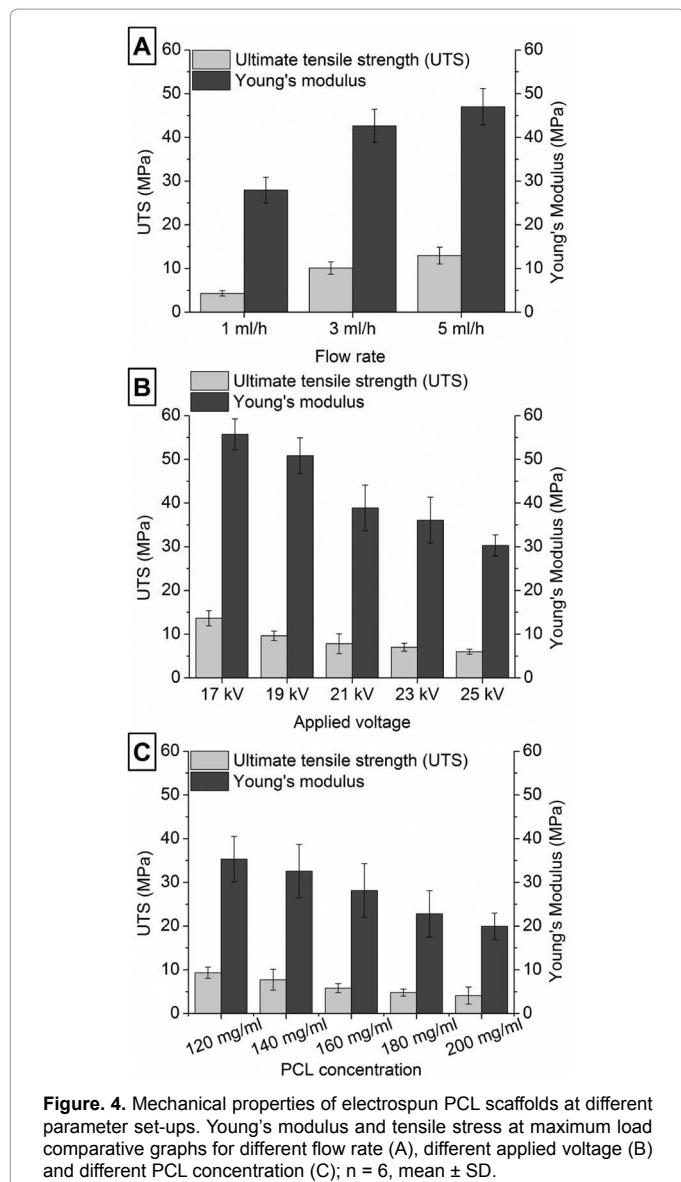 A
Ultimate tensile strength (UTS)
Young's modulus
60
50
40
30
20
10
0
UTS (MPa)
60
50
40
30
20
10
0
Young's Modulus (MPa)
1 ml/h 3 ml/h 5 ml/h
Flow rate
B
Ultimate tensile strength (UTS)
Young's modulus
60
50
40
30
20
10
0
UTS (MPa)
60
50
40
30
20
10
0
Young's Modulus (MPa)
17 kV 19 kV 21 kV 23 kV 25 kV
Applied voltage
C
Ultimate tensile strength (UTS)
Young's modulus
60
50
40
30
20
10
0
UTS (MPa)
60
50
40
30
20
10
0
Young's Modulus (MPa)
120 mg/ml 140 mg/ml 160 mg/ml 180 mg/ml 200 mg/ml
PCL concentration
Figure. 4. Mechanical properties of electrospun PCL scaffolds at different
parameter set-ups. Young's modulus and tensile stress at maximum load
comparative graphs for different flow rate (A), different applied voltage (B)
and different PCL concentration (C); n = 6, mean ± SD.